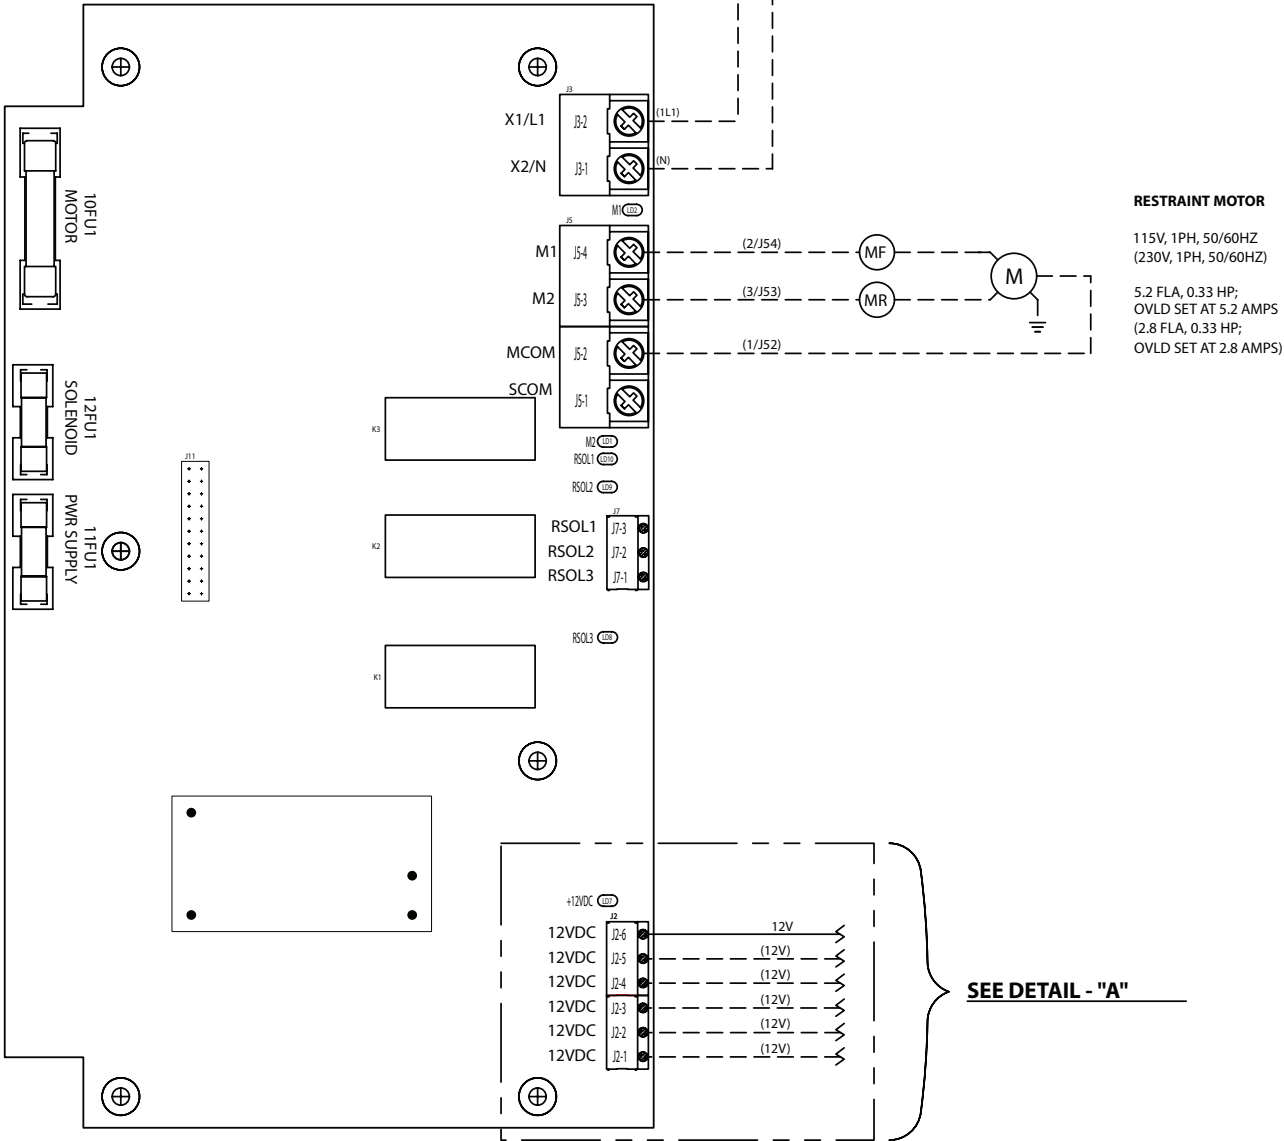 J3
X1/L1
J3-2
(1L1)
X2/N
J3-1
(N)
M1 LD2
J5
M1
J5-4
(2/J54)
MF
M2
J5-3
(3/J53)
MR
M
MCOM
J5-2
(1/J52)
SCOM
J5-1
RESTRAINT MOTOR
115V, 1PH, 50/60HZ
(230V, 1PH, 50/60HZ)
5.2 FLA, 0.33 HP;
OVLD SET AT 5.2 AMPS
(2.8 FLA, 0.33 HP;
OVLD SET AT 2.8 AMPS)
10FU1
MOTOR
12FU1
SOLENOID
11FU1
PWR SUPPLY
J11
K3
K2
K1
M2 LD1
RSOL1 LD10
RSOL2 LD9
J7
RSOL1
J7-3
RSOL2
J7-2
RSOL3
J7-1
RSOL3 LD8
+12VDC LD7
J2
12VDC
J2-6
12V
12VDC
J2-5
(12V)
12VDC
J2-4
(12V)
12VDC
J2-3
(12V)
12VDC
J2-2
(12V)
12VDC
J2-1
(12V)
SEE DETAIL - "A"